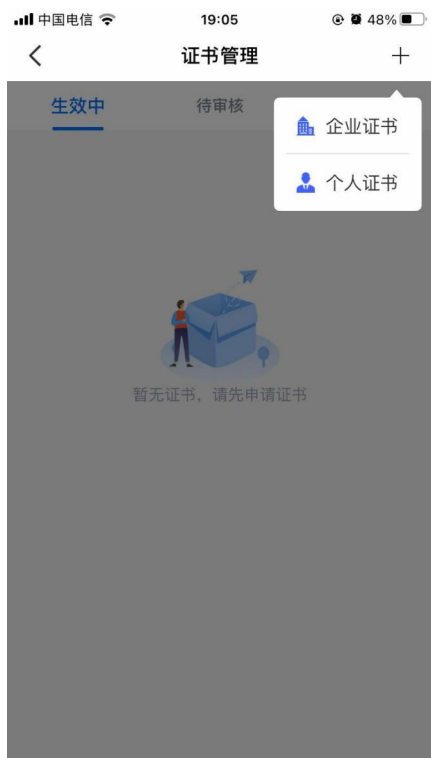 中国电信
19:05
48%
证书管理
生效中
待审核
企业证书
个人证书
暂无证书，请先申请证书